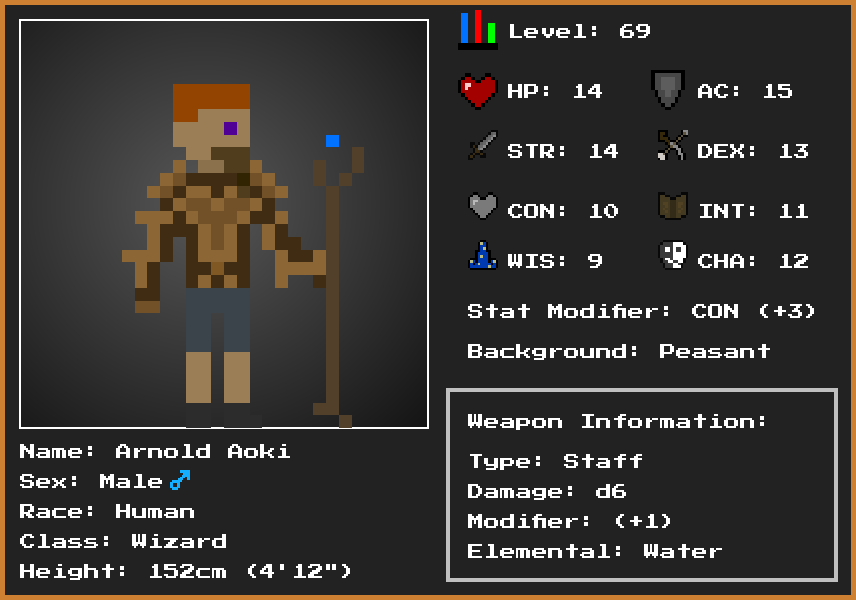 Level: 69
HP: 14
AC: 15
STR: 14
DEX: 13
CON: 10
INT: 11
WIS: 9
CHA: 12
Stat Modifier: CON (+3)
Background: Peasant
Weapon Information:
Type: Staff
Damage: d6
Modifier: (+1)
Elemental: Water
Name: Arnold Aoki
Sex: Male♂
Race: Human
Class: Wizard
Height: 152cm (4'12")